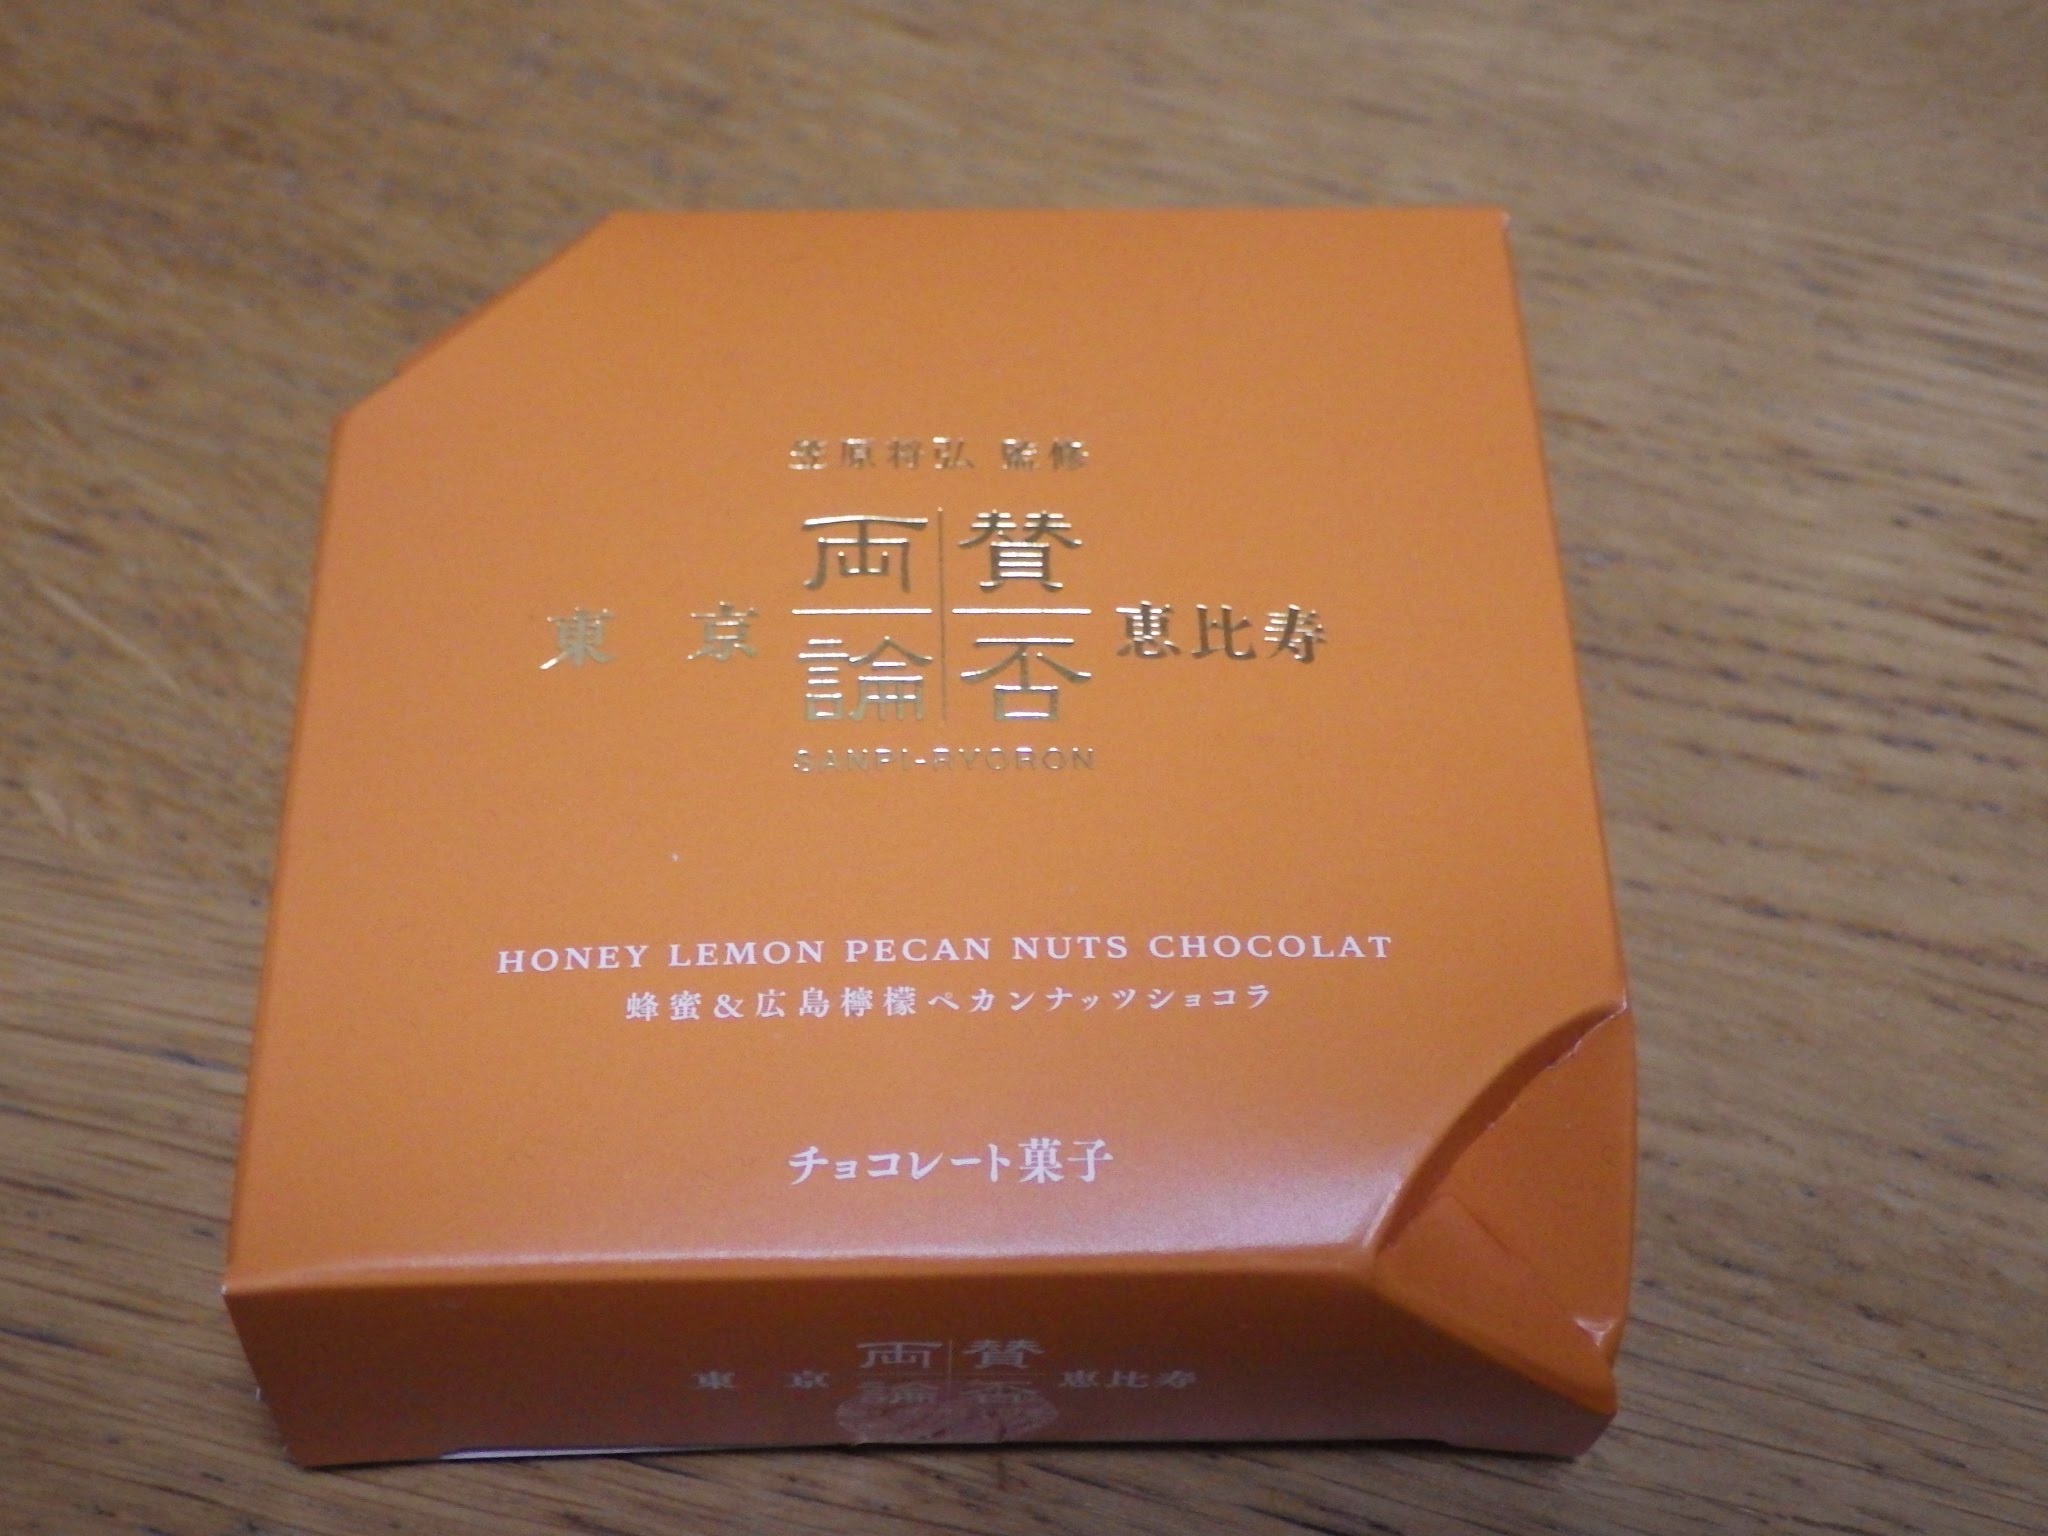 笠原将弘 監修
東京 賛否両論 恵比寿
SANPI-RYORON
HONEY LEMON PECAN NUTS CHOCOLAT
蜂蜜&広島檸檬ペカンナッツショコラ
チョコレート菓子
東京 賛否両論 恵比寿